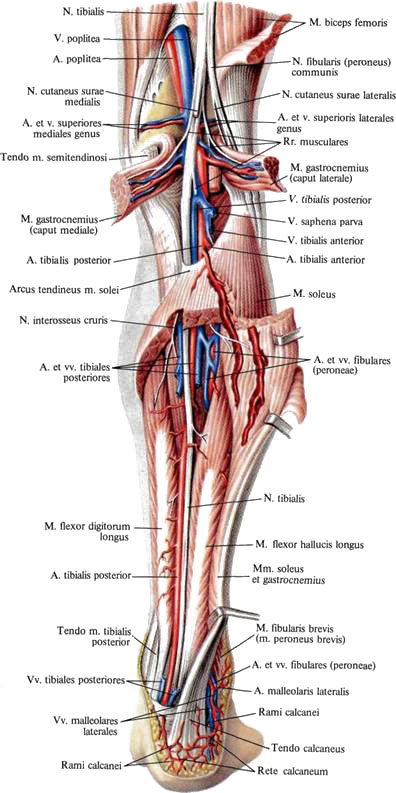 N. tibialis
V. poplitea
A. poplitea
N. cutaneus surae
medialis
A. et v. superiores
mediales genus
Tendo m. semitendinosi
M. gastrocnemius
(caput mediale)
A. tibialis posterior
Arcus tendineus m. solei
N. interosseus cruris
A. et vv. tibiales
posteriores
M. flexor digitorum
longus
A. tibialis posterior
Tendo m. tibialis
posterior
Vv. tibiales posteriores
Vv. malleolares
laterales
Rami calcanei
M. biceps femoris
N. fibularis (peroneus)
communis
N. cutaneus surae lateralis
A. et v. superioris laterales
genus
Rr. musculares
M. gastrocnemius
(caput laterale)
V. tibialis posterior
V. saphena parva
V. tibialis anterior
A. tibialis anterior
M. soleus
A. et vv. fibulares
(peroneae)
N. tibialis
M. flexor hallucis longus
Mm. soleus
et gastrocnemius
M. fibularis brevis
(m. peroneus brevis)
A. et vv. fibulares (peroneae)
A. malleolaris lateralis
Rami calcanei
Tendo calcaneus
Rete calcaneum